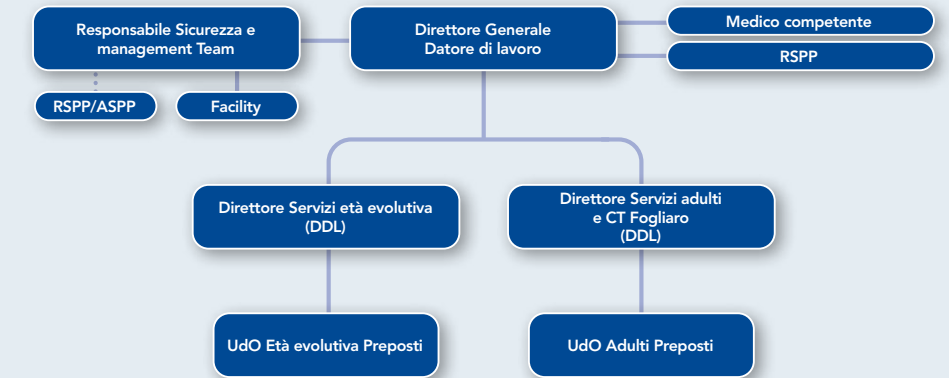 Responsabile Sicurezza e
management Team
Direttore Generale
Datore di lavoro
Medico competente
RSPP
RSPP/ASPP
Facility
Direttore Servizi età evolutiva
(DDL)
Direttore Servizi adulti
e CT Fogliaro
(DDL)
UdO Età evolutiva Preposti
UdO Adulti Preposti